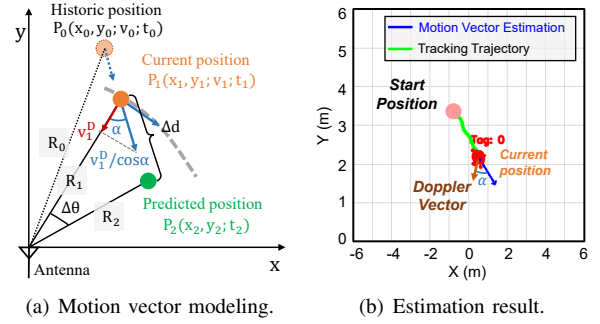 Historic position
P₀(x₀, y₀; v₀; t₀)
y
Current position
P₁(x₁, y₁; v₁; t₁)
v₁ᴰ
α
Δd
v₁ᴰ/cosα
R₀
R₁
Δθ
R₂
Predicted position
P₂(x₂, y₂; t₂)
Antenna
x
(a) Motion vector modeling.
Motion Vector Estimation
Tracking Trajectory
Start
Position
Tag: 0
Current
position
Doppler
Vector
α
Y (m)
6
5
4
3
2
1
0
-6 -4 -2 0 2 4 6
X (m)
(b) Estimation result.